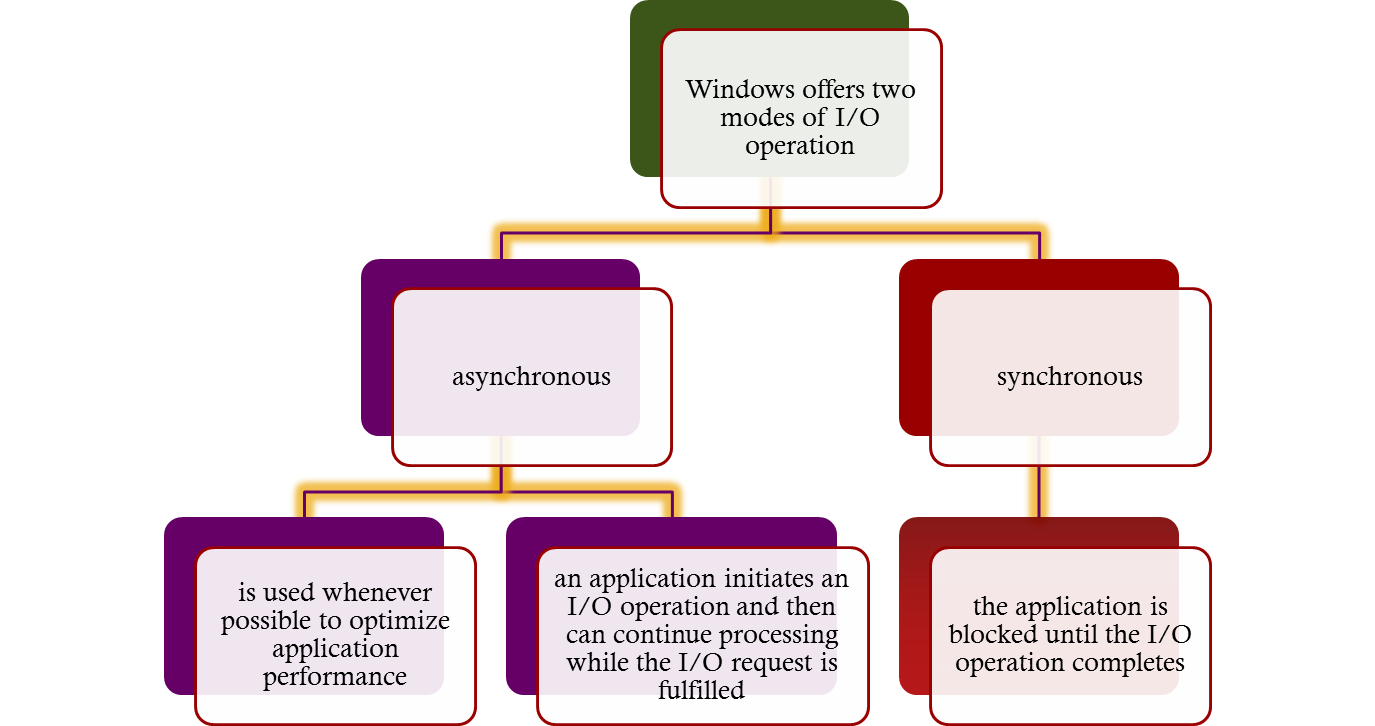 Windows offers two
modes of I/O
operation
asynchronous
synchronous
is used whenever
possible to optimize
application
performance
an application initiates an
I/O operation and then
can continue processing
while the I/O request is
fulfilled
the application is
blocked until the I/O
operation completes